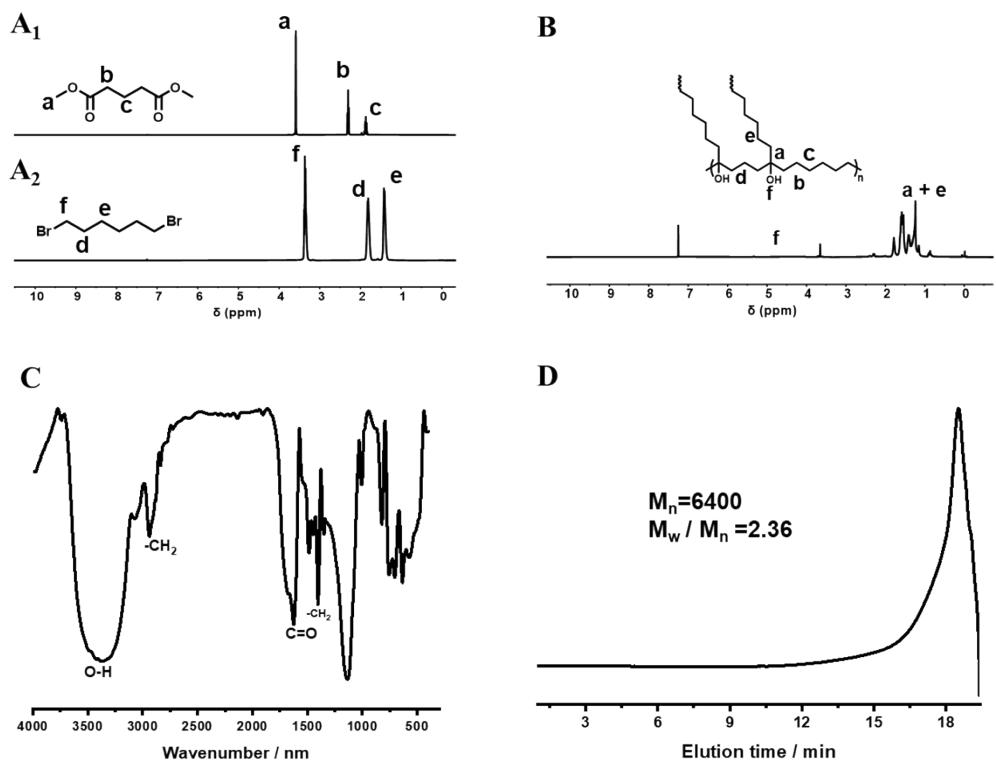 A1
a
b
c
a
b
c
O
O
O
O
A2
f
d
e
f
e
d
Br
Br
10 9 8 7 6 5 4 3 2 1 0
δ (ppm)
B
e
a
c
OH
d
OH
b
n
f
a + e
f
10 9 8 7 6 5 4 3 2 1 0
δ (ppm)
C
-CH2
-CH2
C=O
O-H
4000 3500 3000 2500 2000 1500 1000 500
Wavenumber / nm
D
Mn=6400
Mw / Mn =2.36
3 6 9 12 15 18
Elution time / min